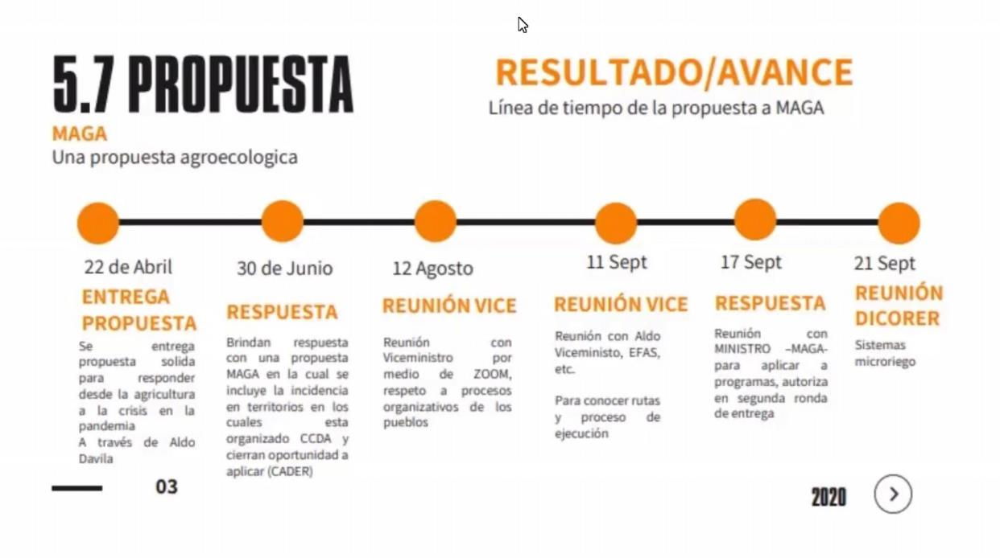 5.7 PROPUESTA
MAGA
Una propuesta agroecologica
RESULTADO/AVANCE
Línea de tiempo de la propuesta a MAGA
22 de Abril
ENTREGA
PROPUESTA
Se entrega
propuesta solida
para responder
desde la agricultura
a la crisis en la
pandemia
A través de Aldo
Davila
30 de Junio
RESPUESTA
Brindan respuesta
con una propuesta
MAGA en la cual se
incluye la incidencia
en territorios en los
cuales esta
organizado CCDA y
cierran oportunidad a
aplicar (CADER)
12 Agosto
REUNIÓN VICE
Reunión con
Viceministro por
medio de ZOOM,
respeto a procesos
organizativos de los
pueblos
11 Sept
REUNIÓN VICE
Reunión con Aldo
Viceministo, EFAS,
etc.
Para conocer rutas
y proceso de
ejecución
17 Sept
RESPUESTA
Reunión con
MINISTRO –MAGA-
para aplicar a
programas, autoriza
en segunda ronda
de entrega
21 Sept
REUNIÓN
DICORER
Sistemas
microriego
03
2020